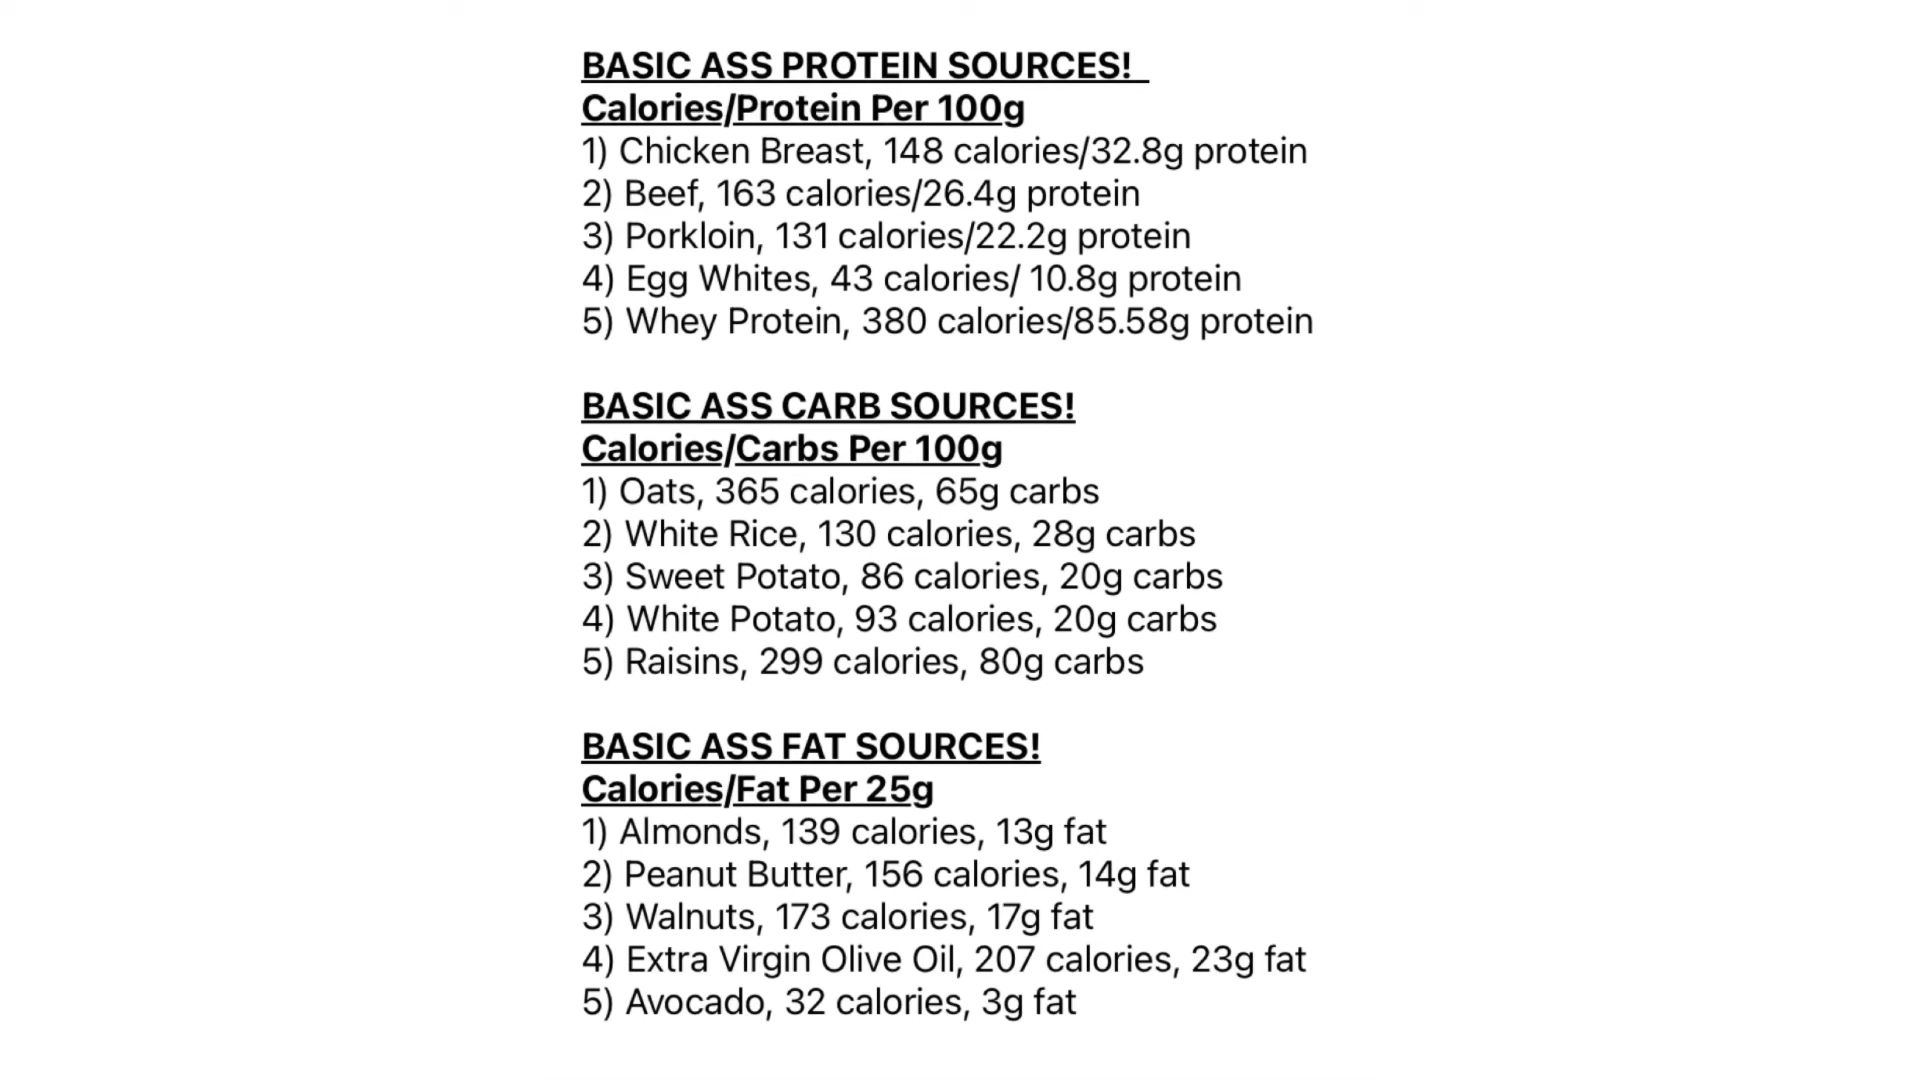 BASIC ASS PROTEIN SOURCES!
Calories/Protein Per 100g
1) Chicken Breast, 148 calories/32.8g protein
2) Beef, 163 calories/26.4g protein
3) Porkloin, 131 calories/22.2g protein
4) Egg Whites, 43 calories/ 10.8g protein
5) Whey Protein, 380 calories/85.58g protein
BASIC ASS CARB SOURCES!
Calories/Carbs Per 100g
1) Oats, 365 calories, 65g carbs
2) White Rice, 130 calories, 28g carbs
3) Sweet Potato, 86 calories, 20g carbs
4) White Potato, 93 calories, 20g carbs
5) Raisins, 299 calories, 80g carbs
BASIC ASS FAT SOURCES!
Calories/Fat Per 25g
1) Almonds, 139 calories, 13g fat
2) Peanut Butter, 156 calories, 14g fat
3) Walnuts, 173 calories, 17g fat
4) Extra Virgin Olive Oil, 207 calories, 23g fat
5) Avocado, 32 calories, 3g fat